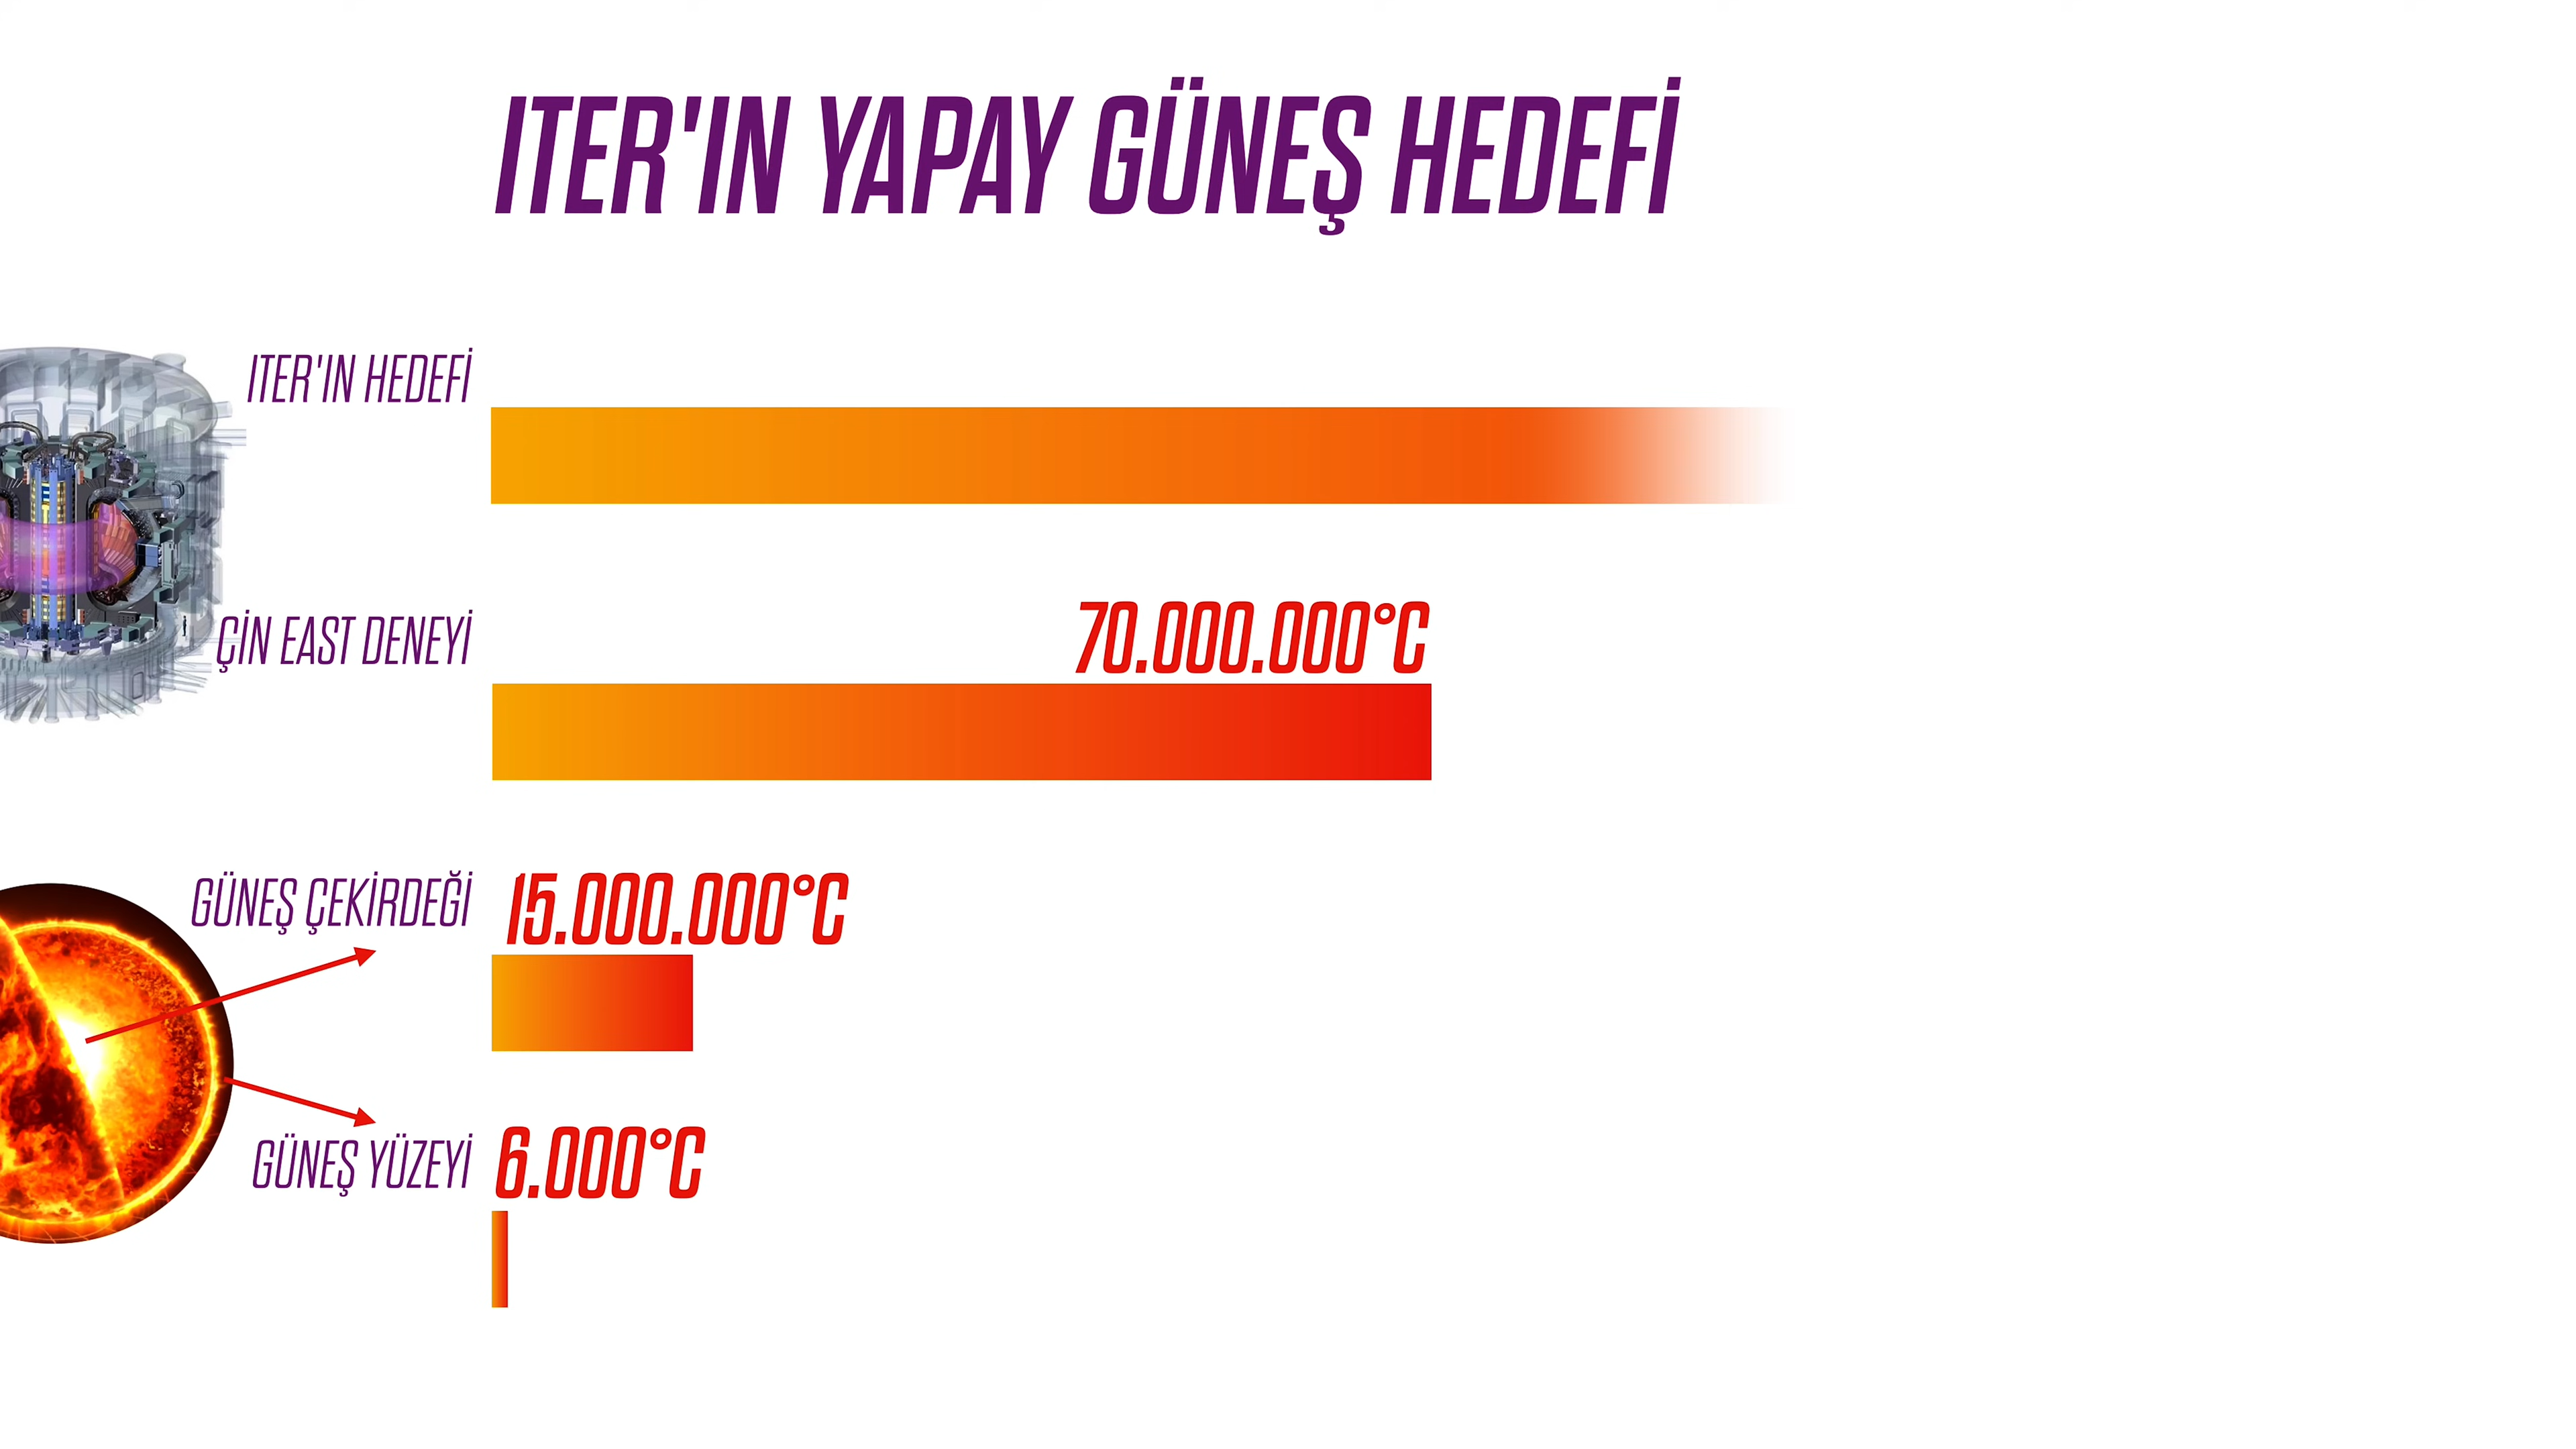 ITER'IN YAPAY GÜNEŞ HEDEFİ
ITER'IN HEDEFİ
ÇİN EAST DENEYİ
70.000.000°C
GÜNEŞ ÇEKİRDEĞİ
15.000.000°C
GÜNEŞ YÜZEYİ
6.000°C